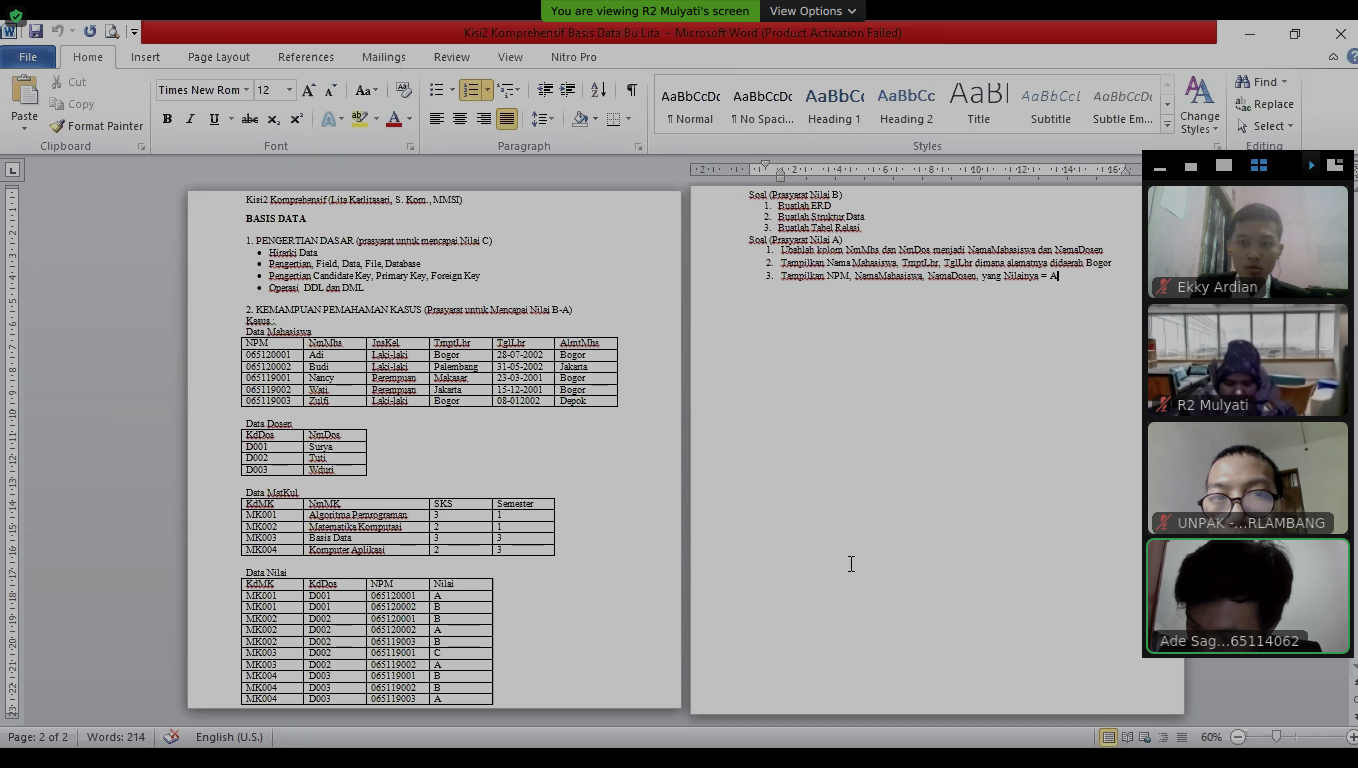 You are viewing R2 Mulyati's screen View Options
Kisi2 Komprehensif Basis Data Bu Lita - Microsoft Word (Product Activation Failed)
File Home Insert Page Layout References Mailings Review View Nitro Pro
Cut
Copy
Format Painter
Paste
Clipboard
Times New Rom 12
Font
Paragraph
AaBbCcDc AaBbCcDc AaBbCc AaBbCc AaBl AaBbCcL AaBbCcDc
¶ Normal ¶ No Spaci... Heading 1 Heading 2 Title Subtitle Subtle Em...
Styles
Change Styles
Find
Replace
Select
Editing
Kisi2 Komprehensif (Lita Karlitasari, S. Kom., MMSI)
BASIS DATA
1. PENGERTIAN DASAR (prasyarat untuk mencapai Nilai C)
• Hirarki Data
• Pengertian, Field, Data, File, Database
• Pengertian Candidate Key, Primary Key, Foreign Key
• Operasi DDL dan DML
2. KEMAMPUAN PEMAHAMAN KASUS (Prasyarat untuk Mencapai Nilai B-A)
Kasus :
Data Mahasiswa
NPM NmMhs JnsKel TmptLhr TglLhr AlmtMhs
065120001 Adi Laki-laki Bogor 28-07-2002 Bogor
065120002 Budi Laki-laki Palembang 31-05-2002 Jakarta
065119001 Nancy Perempuan Makasar 23-03-2001 Bogor
065119002 Wati Perempuan Jakarta 15-12-2001 Bogor
065119003 Zulfi Laki-laki Bogor 08-012002 Depok
Data Dosen
KdDos NmDos
D001 Surya
D002 Tuti
D003 Wduri
Data MatKul
KdMK NmMK SKS Semester
MK001 Algoritma Pemrograman 3 1
MK002 Matematika Komputasi 2 1
MK003 Basis Data 3 3
MK004 Komputer Aplikasi 2 3
Data Nilai
KdMK KdDos NPM Nilai
MK001 D001 065120001 A
MK001 D001 065120002 B
MK002 D002 065120001 B
MK002 D002 065120002 A
MK002 D002 065119003 B
MK003 D002 065119001 C
MK003 D002 065119002 A
MK004 D003 065119001 B
MK004 D003 065119002 B
MK004 D003 065119003 A
Soal (Prasyarat Nilai B)
1. Buatlah ERD
2. Buatlah Struktur Data
3. Buatlah Tabel Relasi
Soal (Prasyarat Nilai A)
1. Ubahlah kolom NmMhs dan NmDos menjadi NamaMahasiswa dan NamaDosen
2. Tampilkan Nama Mahasiswa, TmptLhr, TglLhr dimana alamatnya didaerah Bogor
3. Tampilkan NPM, NamaMahasiswa, NamaDosen, yang Nilainya = A
Ekky Ardian
R2 Mulyati
UNPAK -...RLAMBANG
Ade Sag...65114062
Page: 2 of 2 Words: 214 English (U.S.) 60%